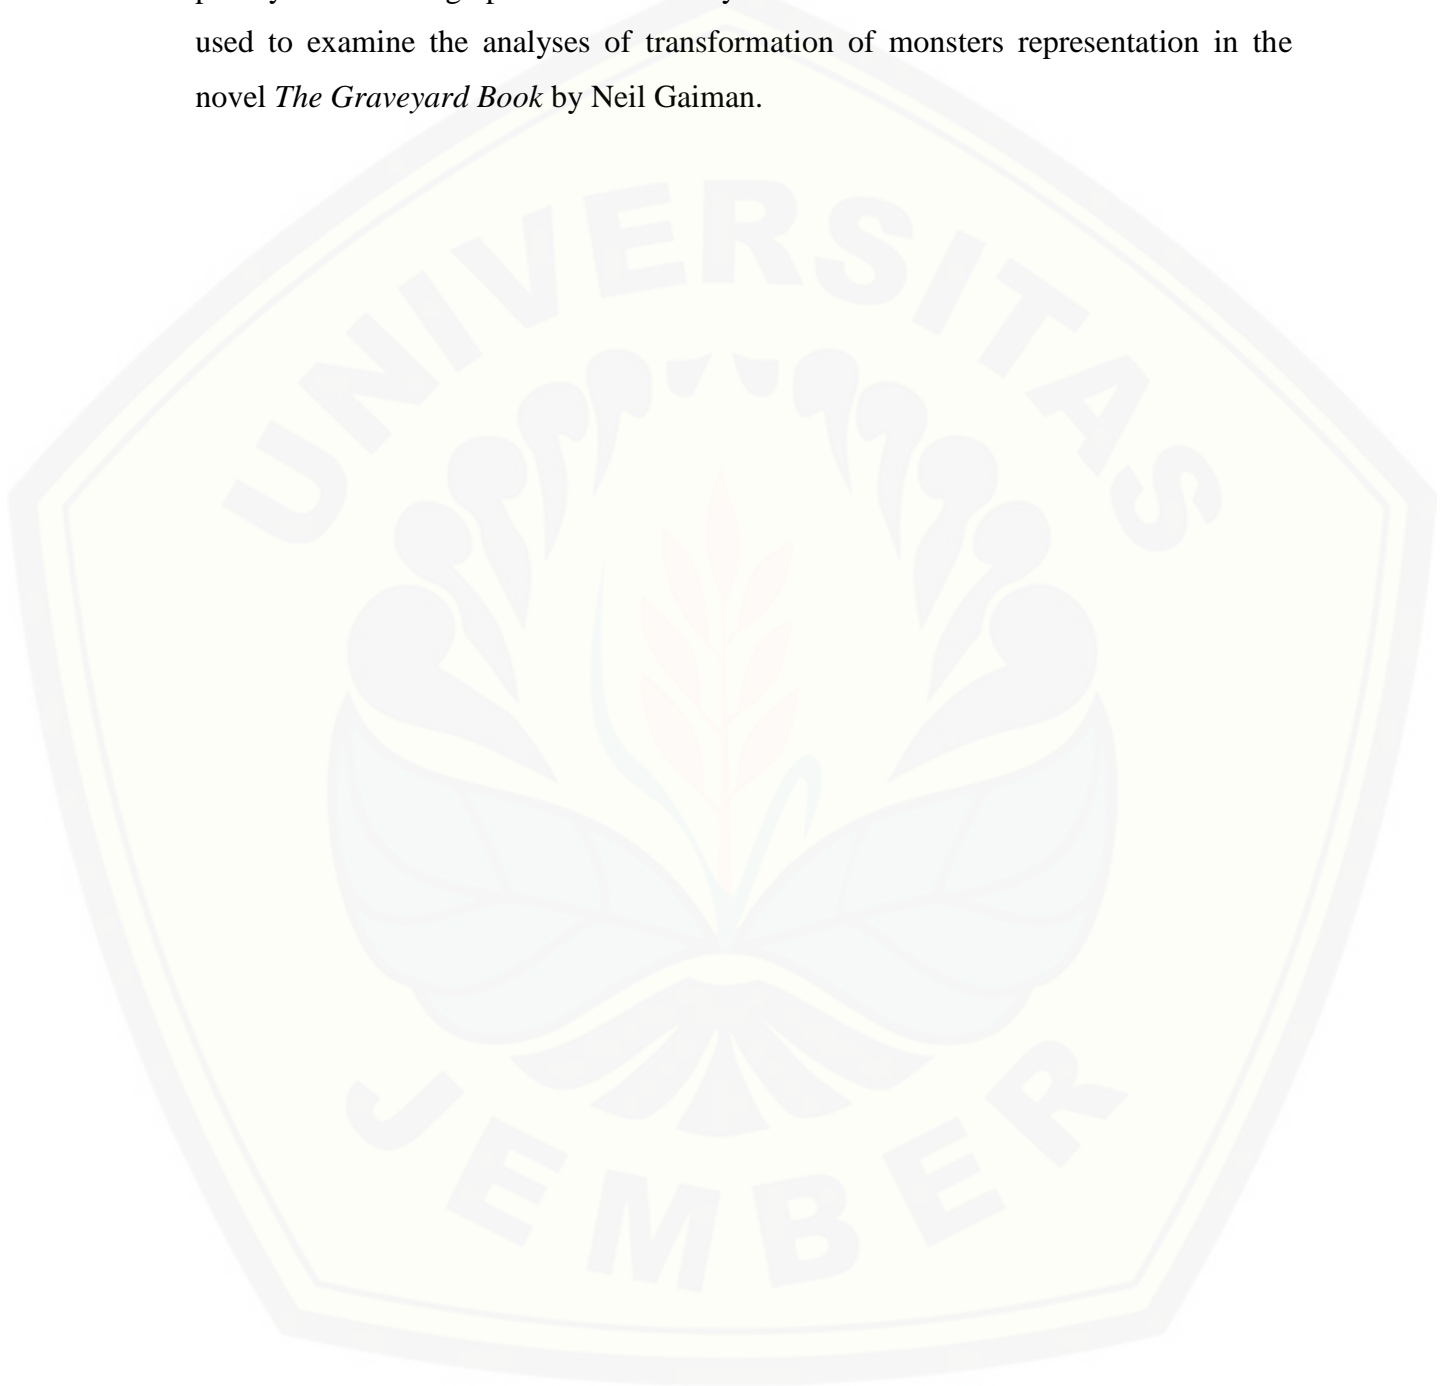 used to examine the analyses of transformation of monsters representation in the
novel The Graveyard Book by Neil Gaiman.
UNIVERSITAS
JEMBER